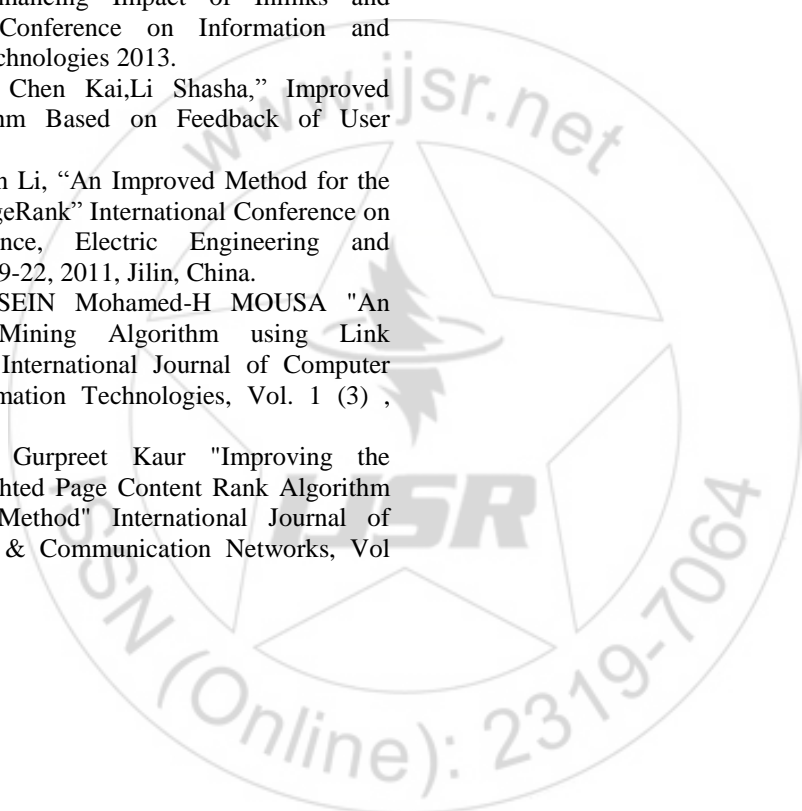 Impact of Inlinks and
Conference on Information and
chnologies 2013.
Chen Kai,Li Shasha,” Improved
hm Based on Feedback of User
n Li, “An Improved Method for the
geRank” International Conference on
nce, Electric Engineering and
9-22, 2011, Jilin, China.
SEIN Mohamed-H MOUSA "An
Mining Algorithm using Link
International Journal of Computer
mation Technologies, Vol. 1 (3) ,
Gurpreet Kaur "Improving the
hted Page Content Rank Algorithm
Method" International Journal of
& Communication Networks, Vol
www.ijsr.net
IJSR
ISSN (Online): 2319-7064